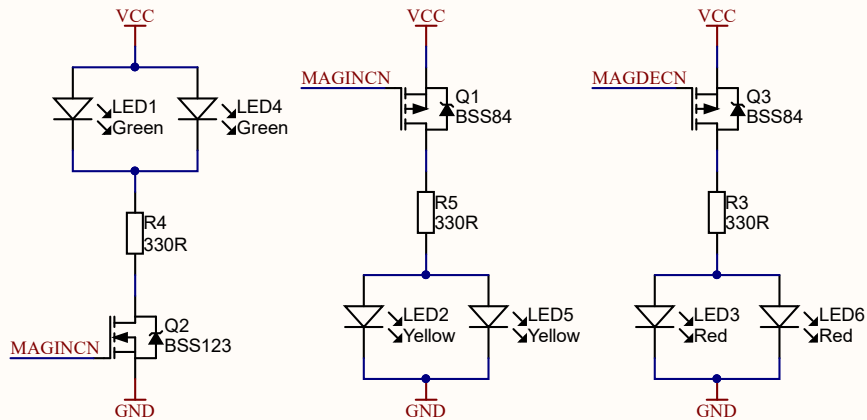 VCC
LED1
Green
LED4
Green
R4
330R
MAGINCN
Q2
BSS123
GND
VCC
MAGINCN
Q1
BSS84
R5
330R
LED2
Yellow
LED5
Yellow
GND
VCC
MAGDECN
Q3
BSS84
R3
330R
LED3
Red
LED6
Red
GND